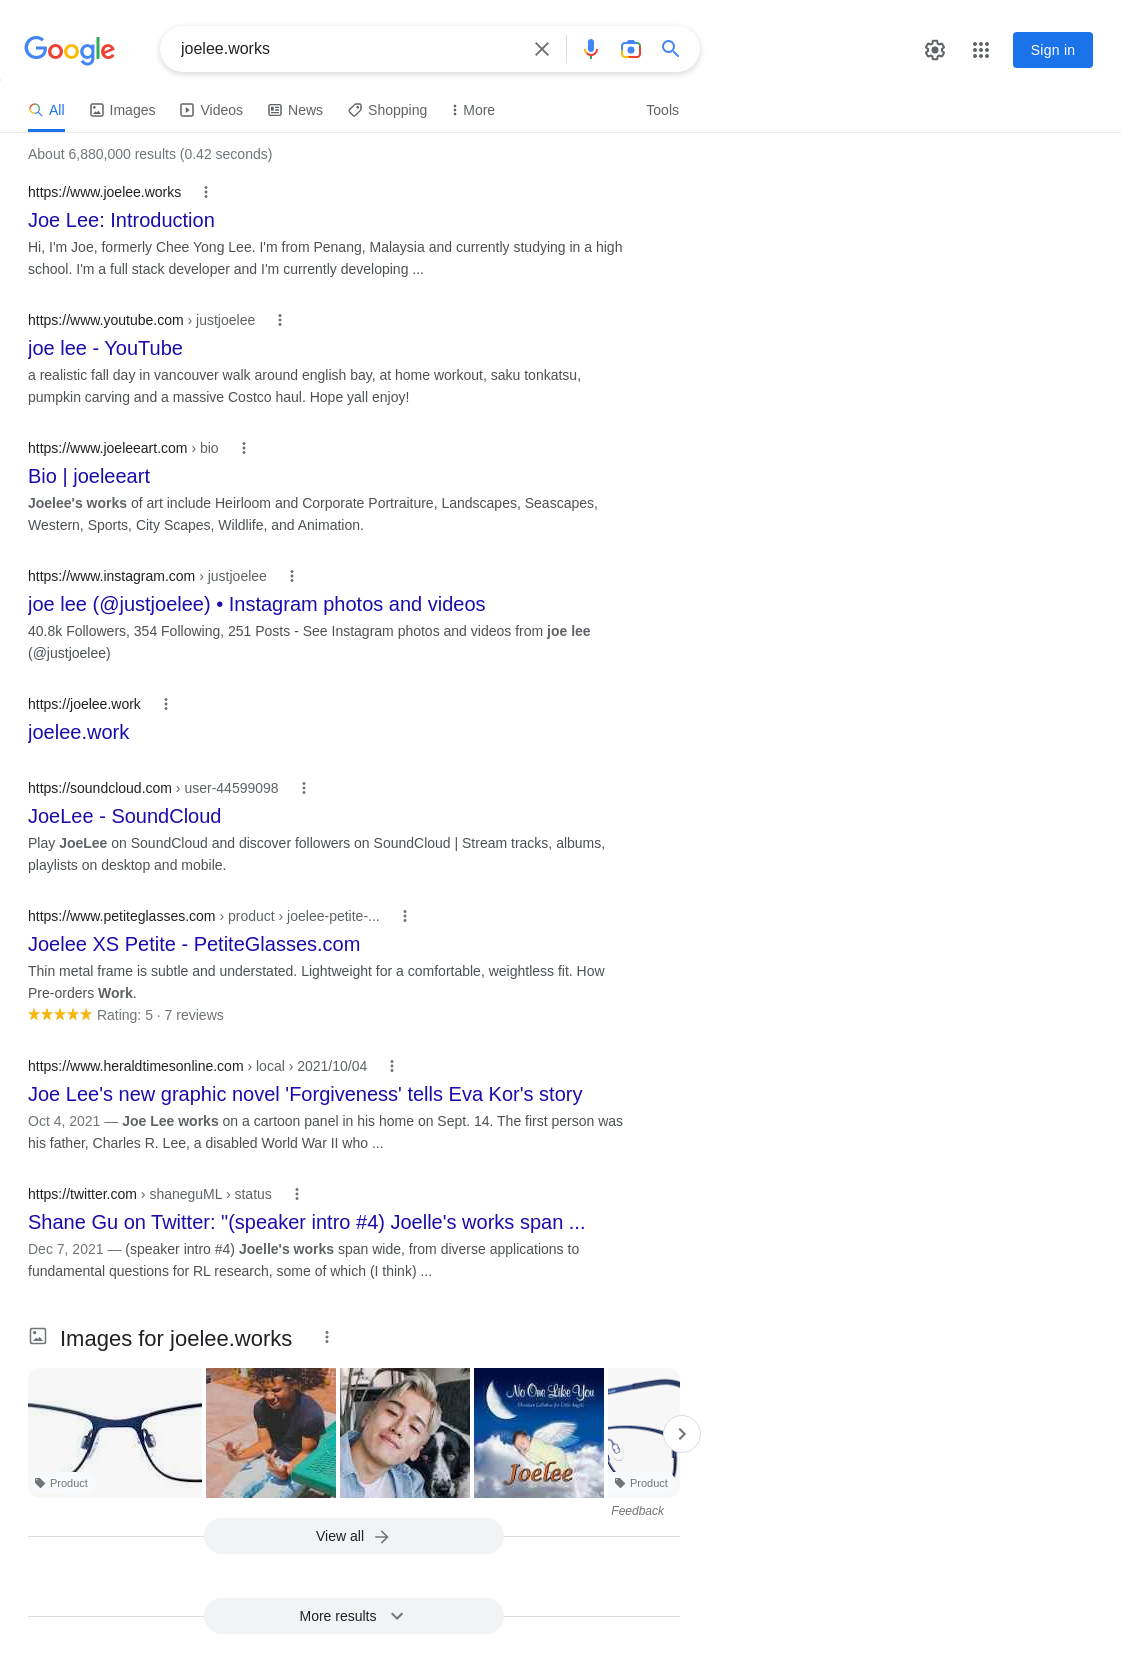 Google
joelee.works
Sign in
All
Images
Videos
News
Shopping
More
Tools
About 6,880,000 results (0.42 seconds)
https://www.joelee.works
Joe Lee: Introduction
Hi, I'm Joe, formerly Chee Yong Lee. I'm from Penang, Malaysia and currently studying in a high
school. I'm a full stack developer and I'm currently developing ...
https://www.youtube.com › justjoelee
joe lee - YouTube
a realistic fall day in vancouver walk around english bay, at home workout, saku tonkatsu,
pumpkin carving and a massive Costco haul. Hope yall enjoy!
https://www.joeleeart.com › bio
Bio | joeleeart
Joelee's works of art include Heirloom and Corporate Portraiture, Landscapes, Seascapes,
Western, Sports, City Scapes, Wildlife, and Animation.
https://www.instagram.com › justjoelee
joe lee (@justjoelee) • Instagram photos and videos
40.8k Followers, 354 Following, 251 Posts - See Instagram photos and videos from joe lee
(@justjoelee)
https://joelee.work
joelee.work
https://soundcloud.com › user-44599098
JoeLee - SoundCloud
Play JoeLee on SoundCloud and discover followers on SoundCloud | Stream tracks, albums,
playlists on desktop and mobile.
https://www.petiteglasses.com › product › joelee-petite-...
Joelee XS Petite - PetiteGlasses.com
Thin metal frame is subtle and understated. Lightweight for a comfortable, weightless fit. How
Pre-orders Work.
Rating: 5 · 7 reviews
https://www.heraldtimesonline.com › local › 2021/10/04
Joe Lee's new graphic novel 'Forgiveness' tells Eva Kor's story
Oct 4, 2021 — Joe Lee works on a cartoon panel in his home on Sept. 14. The first person was
his father, Charles R. Lee, a disabled World War II who ...
https://twitter.com › shaneguML › status
Shane Gu on Twitter: "(speaker intro #4) Joelle's works span ...
Dec 7, 2021 — (speaker intro #4) Joelle's works span wide, from diverse applications to
fundamental questions for RL research, some of which (I think) ...
Images for joelee.works
No One Like You
Joelee
Product
Product
Feedback
View all
More results